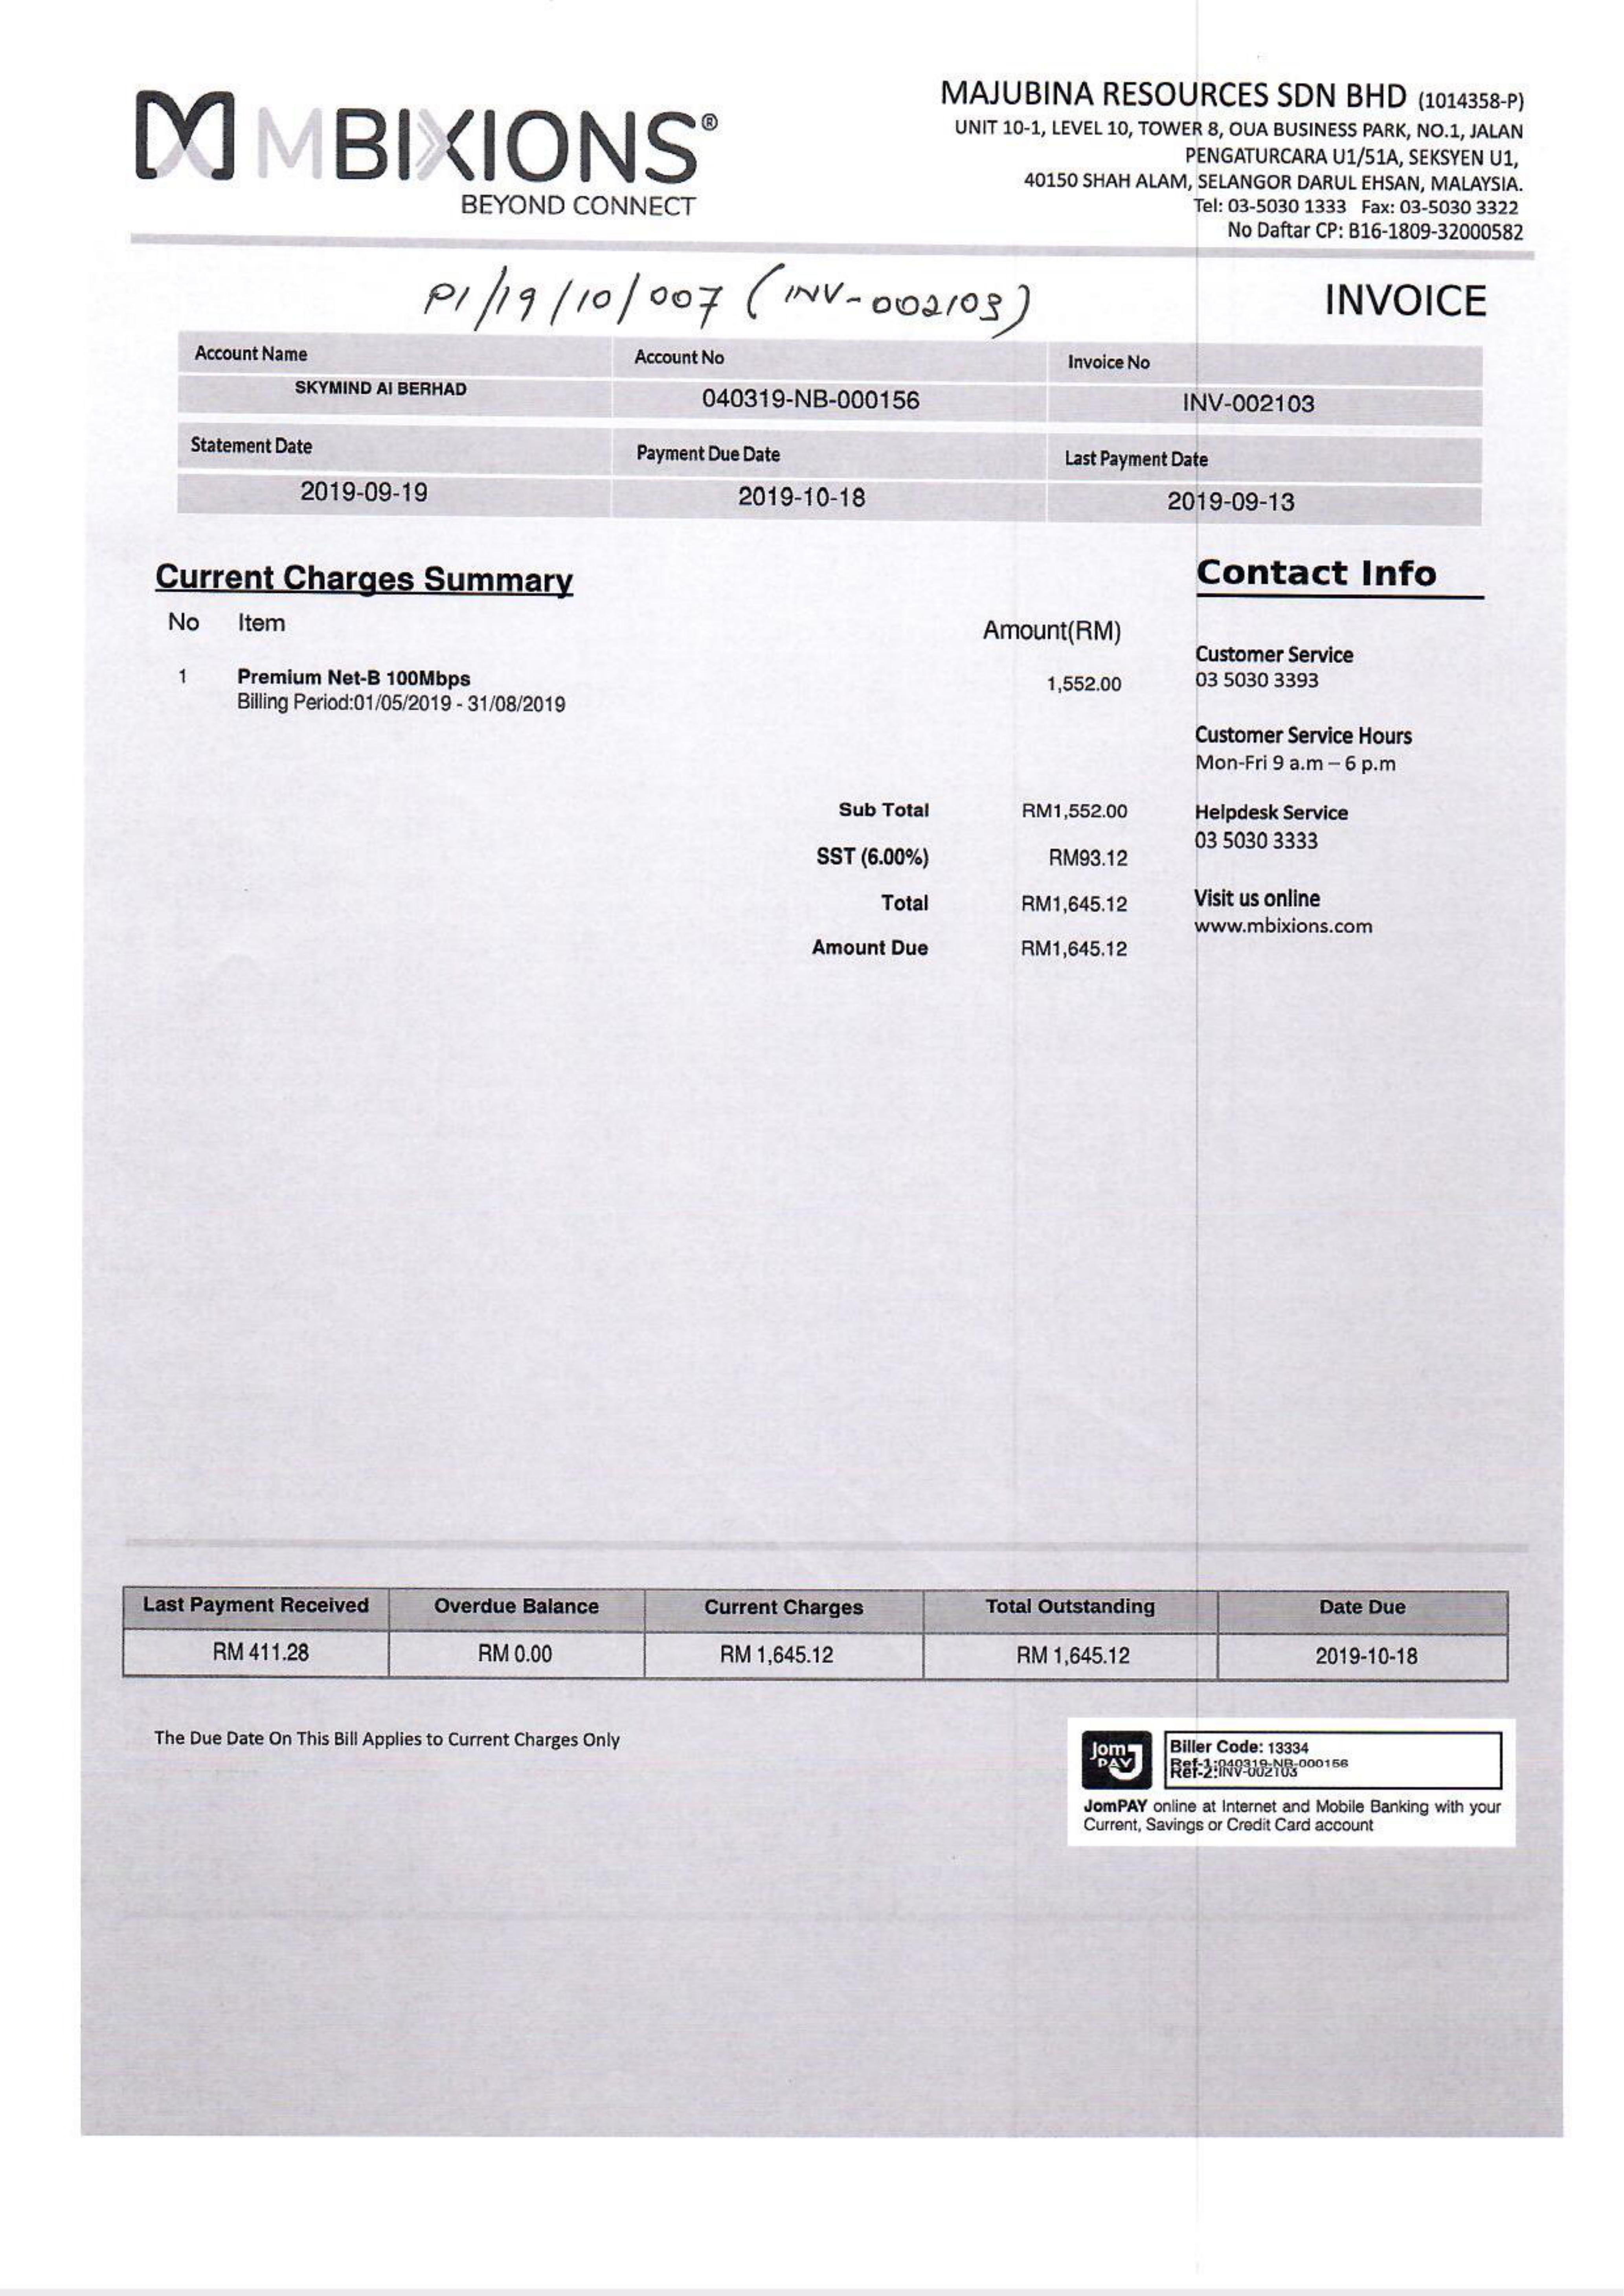 MBIXIONS®
BEYOND CONNECT
MAJUBINA RESOURCES SDN BHD (1014358-P)
UNIT 10-1, LEVEL 10, TOWER 8, OUA BUSINESS PARK, NO.1, JALAN
PENGATURCARA U1/51A, SEKSYEN U1,
40150 SHAH ALAM, SELANGOR DARUL EHSAN, MALAYSIA.
Tel: 03-5030 1333 Fax: 03-5030 3322
No Daftar CP: B16-1809-32000582
PI/19/10/007 (INV-002103)
INVOICE
Account Name Account No Invoice No
SKYMIND AI BERHAD 040319-NB-000156 INV-002103
Statement Date Payment Due Date Last Payment Date
2019-09-19 2019-10-18 2019-09-13
Current Charges Summary
No Item Amount(RM)
1 Premium Net-B 100Mbps 1,552.00
Billing Period:01/05/2019 - 31/08/2019
Sub Total RM1,552.00
SST (6.00%) RM93.12
Total RM1,645.12
Amount Due RM1,645.12
Contact Info
Customer Service
03 5030 3393
Customer Service Hours
Mon-Fri 9 a.m – 6 p.m
Helpdesk Service
03 5030 3333
Visit us online
www.mbixions.com
Last Payment Received Overdue Balance Current Charges Total Outstanding Date Due
RM 411.28 RM 0.00 RM 1,645.12 RM 1,645.12 2019-10-18
The Due Date On This Bill Applies to Current Charges Only
Jom
PAY
Biller Code: 13334
Ref-1:040319-NB-000156
Ref-2:INV-002103
JomPAY online at Internet and Mobile Banking with your
Current, Savings or Credit Card account